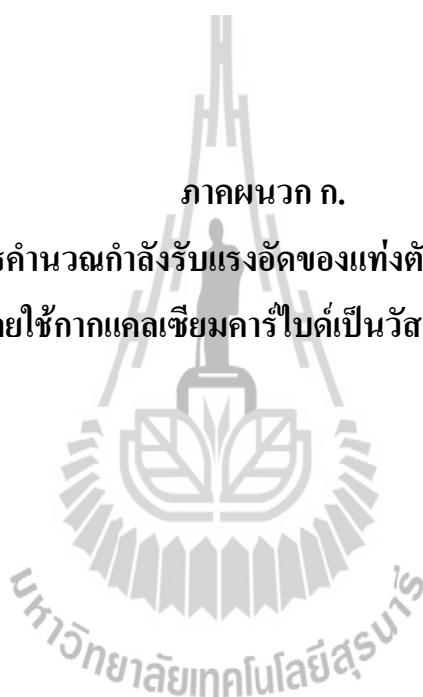 ภาคผนวก ก.
รคำนวณกำลังรับแรงอัดของแท่งตั
ยใช้กากแคลเซียมคาร์ไบด์เป็นวัส
มหาวิทยาลัยเทคโนโลยีสุรนารี